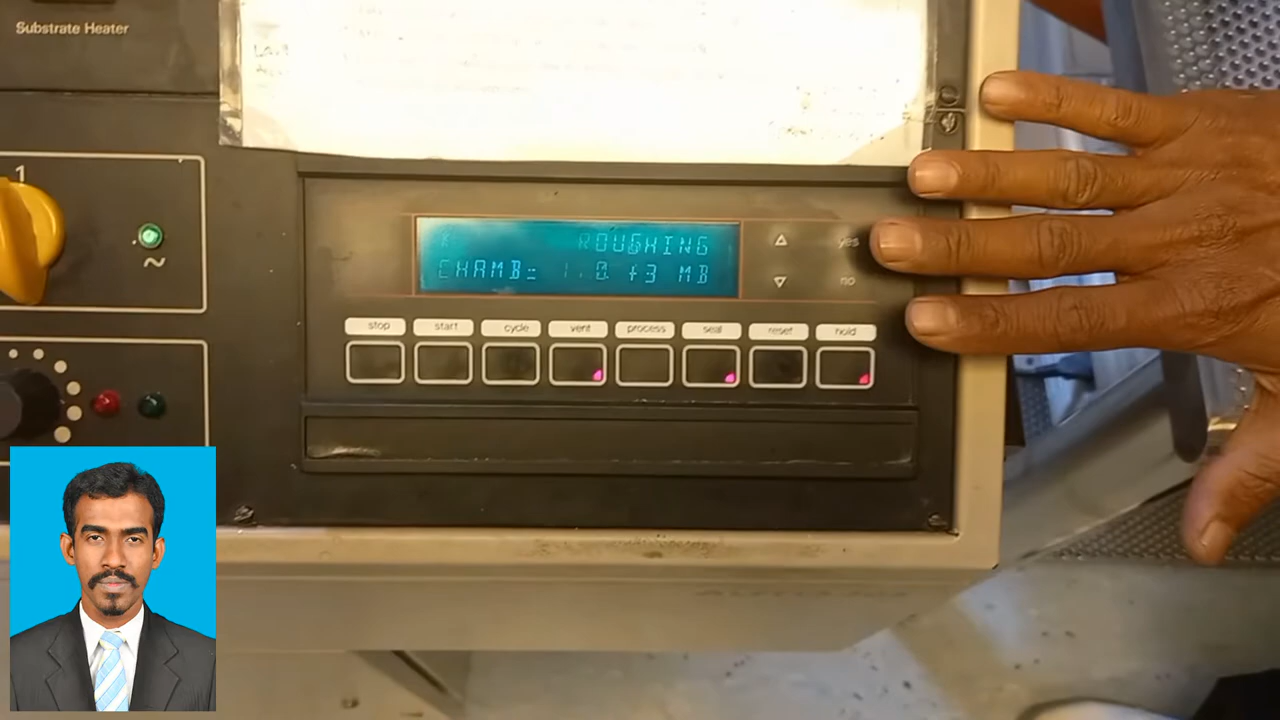 Substrate Heater
1
ROUGHING
CHAMB= 1.0 +3 MB
yes
no
stop start cycle vent process seal reset hold